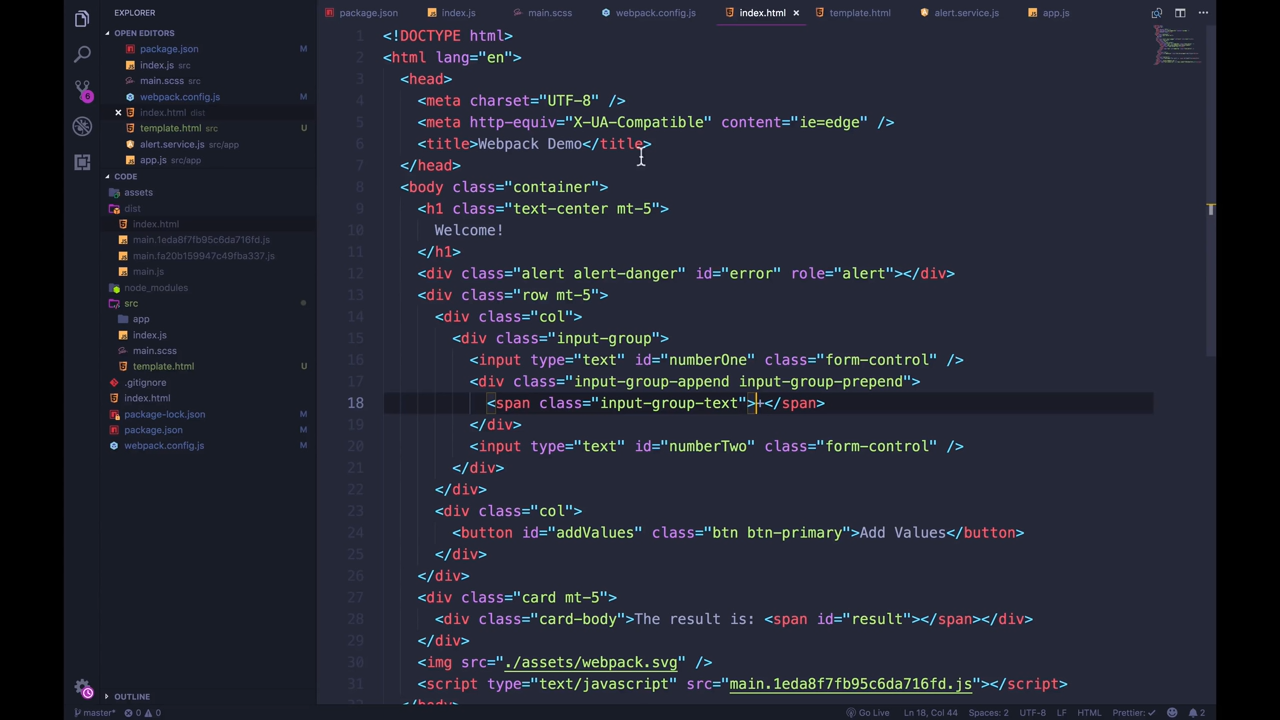 EXPLORER
OPEN EDITORS
package.json M
index.js src
main.scss src
webpack.config.js M
index.html dist
template.html src U
alert.service.js src/app
app.js src/app
CODE
assets
dist
index.html
main.1eda8f7fb95c6da716fd.js
main.fa20b159947c49fba337.js
main.js
node_modules
src
app
index.js
main.scss
template.html U
.gitignore
index.html
package-lock.json M
package.json M
webpack.config.js M
OUTLINE
6
package.json index.js main.scss webpack.config.js index.html template.html alert.service.js app.js
1 <!DOCTYPE html>
2 <html lang="en">
3 <head>
4 <meta charset="UTF-8" />
5 <meta http-equiv="X-UA-Compatible" content="ie=edge" />
6 <title>Webpack Demo</title>
7 </head>
8 <body class="container">
9 <h1 class="text-center mt-5">
10 Welcome!
11 </h1>
12 <div class="alert alert-danger" id="error" role="alert"></div>
13 <div class="row mt-5">
14 <div class="col">
15 <div class="input-group">
16 <input type="text" id="numberOne" class="form-control" />
17 <div class="input-group-append input-group-prepend">
18 <span class="input-group-text">+</span>
19 </div>
20 <input type="text" id="numberTwo" class="form-control" />
21 </div>
22 </div>
23 <div class="col">
24 <button id="addValues" class="btn btn-primary">Add Values</button>
25 </div>
26 </div>
27 <div class="card mt-5">
28 <div class="card-body">The result is: <span id="result"></span></div>
29 </div>
30 <img src="./assets/webpack.svg" />
31 <script type="text/javascript" src="main.1eda8f7fb95c6da716fd.js"></script>
32 </body>
master* 0 0 Go Live Ln 18, Col 44 Spaces: 2 UTF-8 LF HTML Prettier: ✓ 2